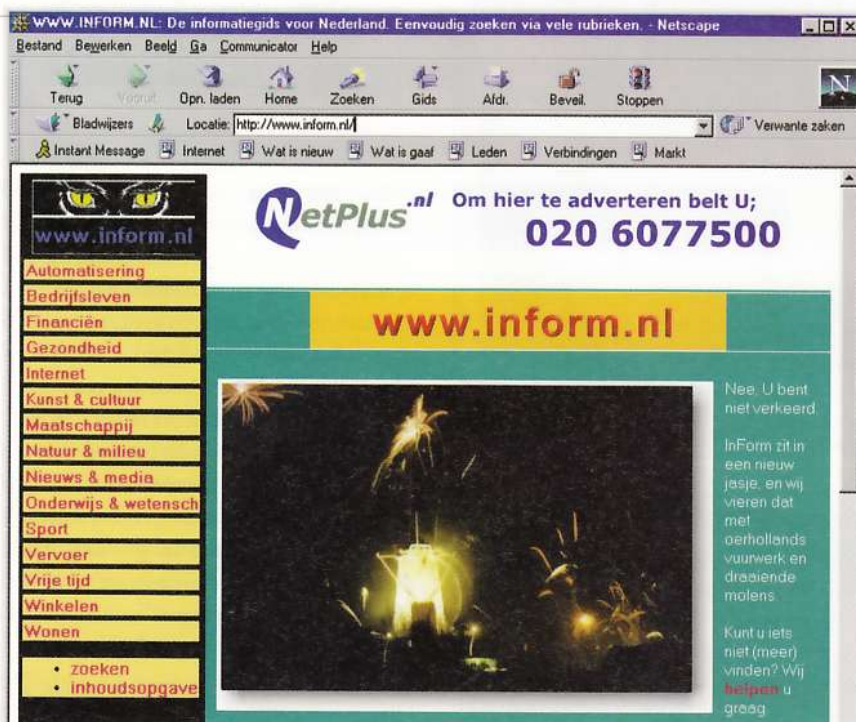 WWW.INFORM.NL: De informatiegids voor Nederland. Eenvoudig zoeken via vele rubrieken. - Netscape
Bestand Bewerken Beeld Ga Communicator Help
Terug Vooruit Opn. laden Home Zoeken Gids Afdr. Beveil. Stoppen
N
Bladwijzers Locatie: http://www.inform.nl/ Verwante zaken
Instant Message Internet Wat is nieuw Wat is gaaf Leden Verbindingen Markt
www.inform.nl
Automatisering
Bedrijfsleven
Financiën
Gezondheid
Internet
Kunst & cultuur
Maatschappij
Natuur & milieu
Nieuws & media
Onderwijs & wetensch
Sport
Vervoer
Vrije tijd
Winkelen
Wonen
• zoeken
• inhoudsopgave
NetPlus.nl Om hier te adverteren belt U;
020 6077500
www.inform.nl
Nee, U bent
niet verkeerd.
InForm zit in
een nieuw
jasje, en wij
vieren dat
met
oerhollands
vuurwerk en
draaiende
molens.
Kunt u iets
niet (meer)
vinden? Wij
helpen u
graag.